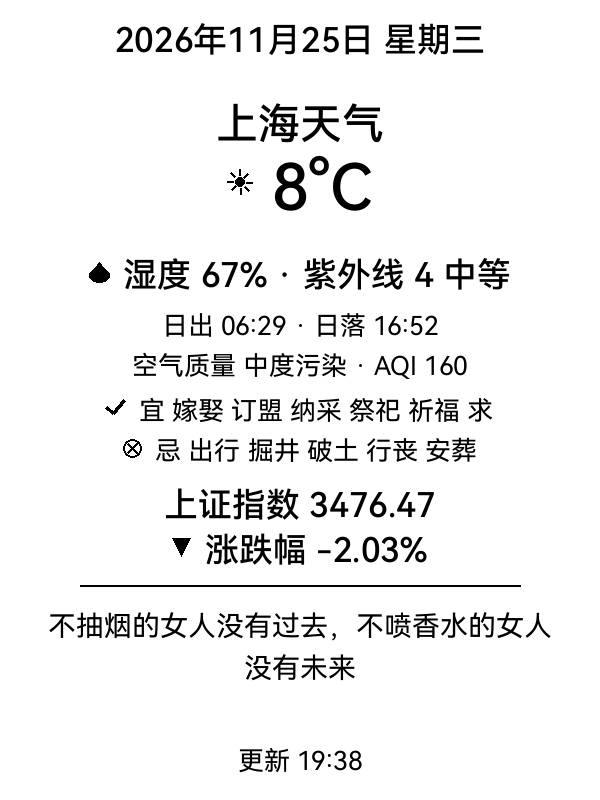 2026年11月25日 星期三
上海天气
8°C
湿度 67% · 紫外线 4 中等
日出 06:29 · 日落 16:52
空气质量 中度污染 · AQI 160
宜 嫁娶 订盟 纳采 祭祀 祈福 求
忌 出行 掘井 破土 行丧 安葬
上证指数 3476.47
▼ 涨跌幅 -2.03%
不抽烟的女人没有过去，不喷香水的女人
没有未来
更新 19:38